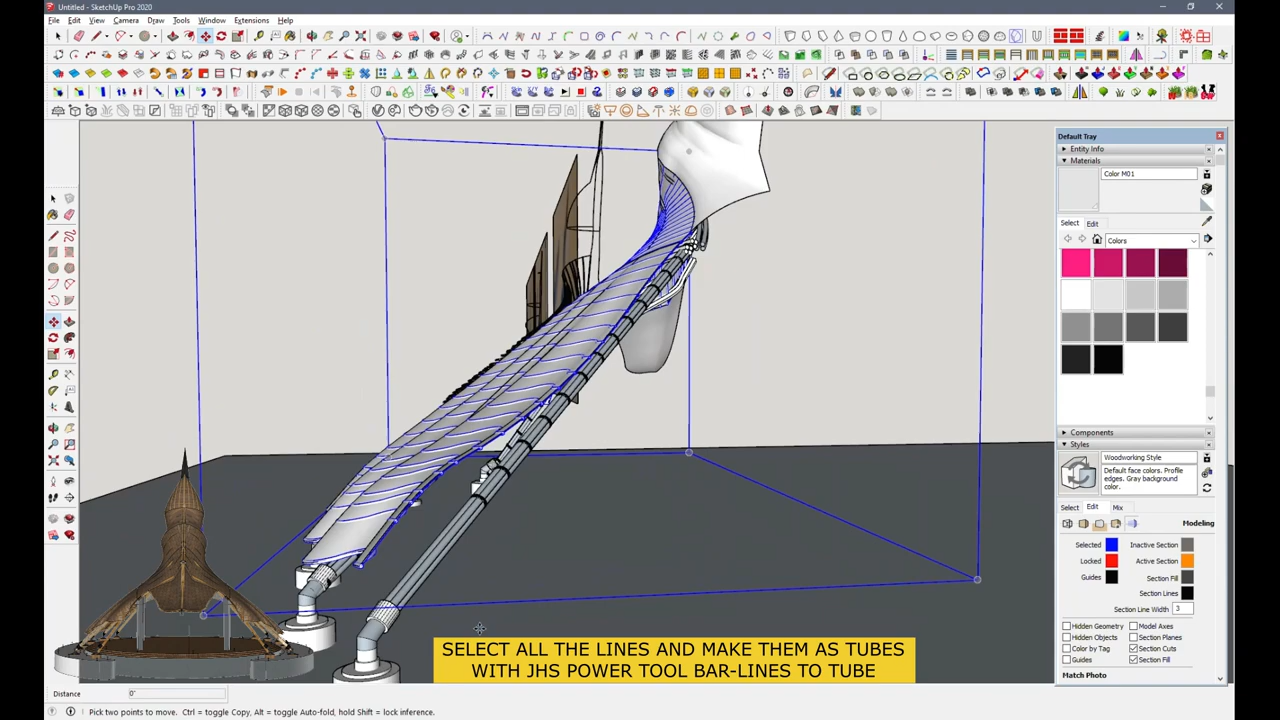 Untitled - SketchUp Pro 2020
File Edit View Camera Draw Tools Window Extensions Help
Default Tray
Entity Info
Materials
Color M01
Select Edit
Colors
Components
Styles
Woodworking Style
Default face colors. Profile
edges. Gray background
color.
Select Edit Mix
Modeling
Selected Inactive Section
Locked Active Section
Guides Section Fill
Section Lines
Section Line Width 3
Hidden Geometry Model Axes
Hidden Objects Section Planes
Color by Tag Section Cuts
Guides Section Fill
Match Photo
SELECT ALL THE LINES AND MAKE THEM AS TUBES
WITH JHS POWER TOOL BAR-LINES TO TUBE
Distance 0"
Pick two points to move. Ctrl = toggle Copy, Alt = toggle Auto-fold, hold Shift = lock inference.